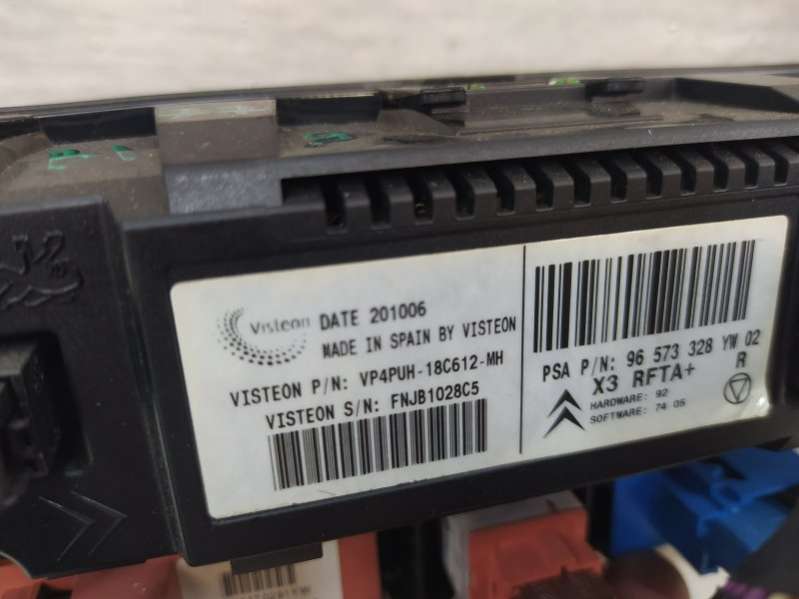 Visteon DATE 201006
MADE IN SPAIN BY VISTEON
VISTEON P/N: VP4PUH-18C612-MH
VISTEON S/N: FNJB1028C5
PSA P/N: 96 573 328 YW 02
X3 RFTA+ R
HARDWARE: 92
SOFTWARE: 74 05